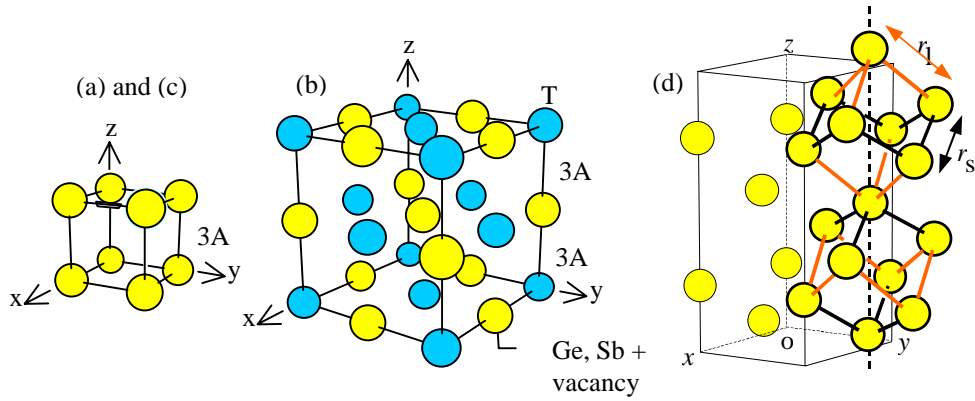 (a) and (c)
z
3A
x
y
(b)
z
T
3A
3A
x
y
Ge, Sb +
vacancy
(d)
z
r1
rs
o
x
y